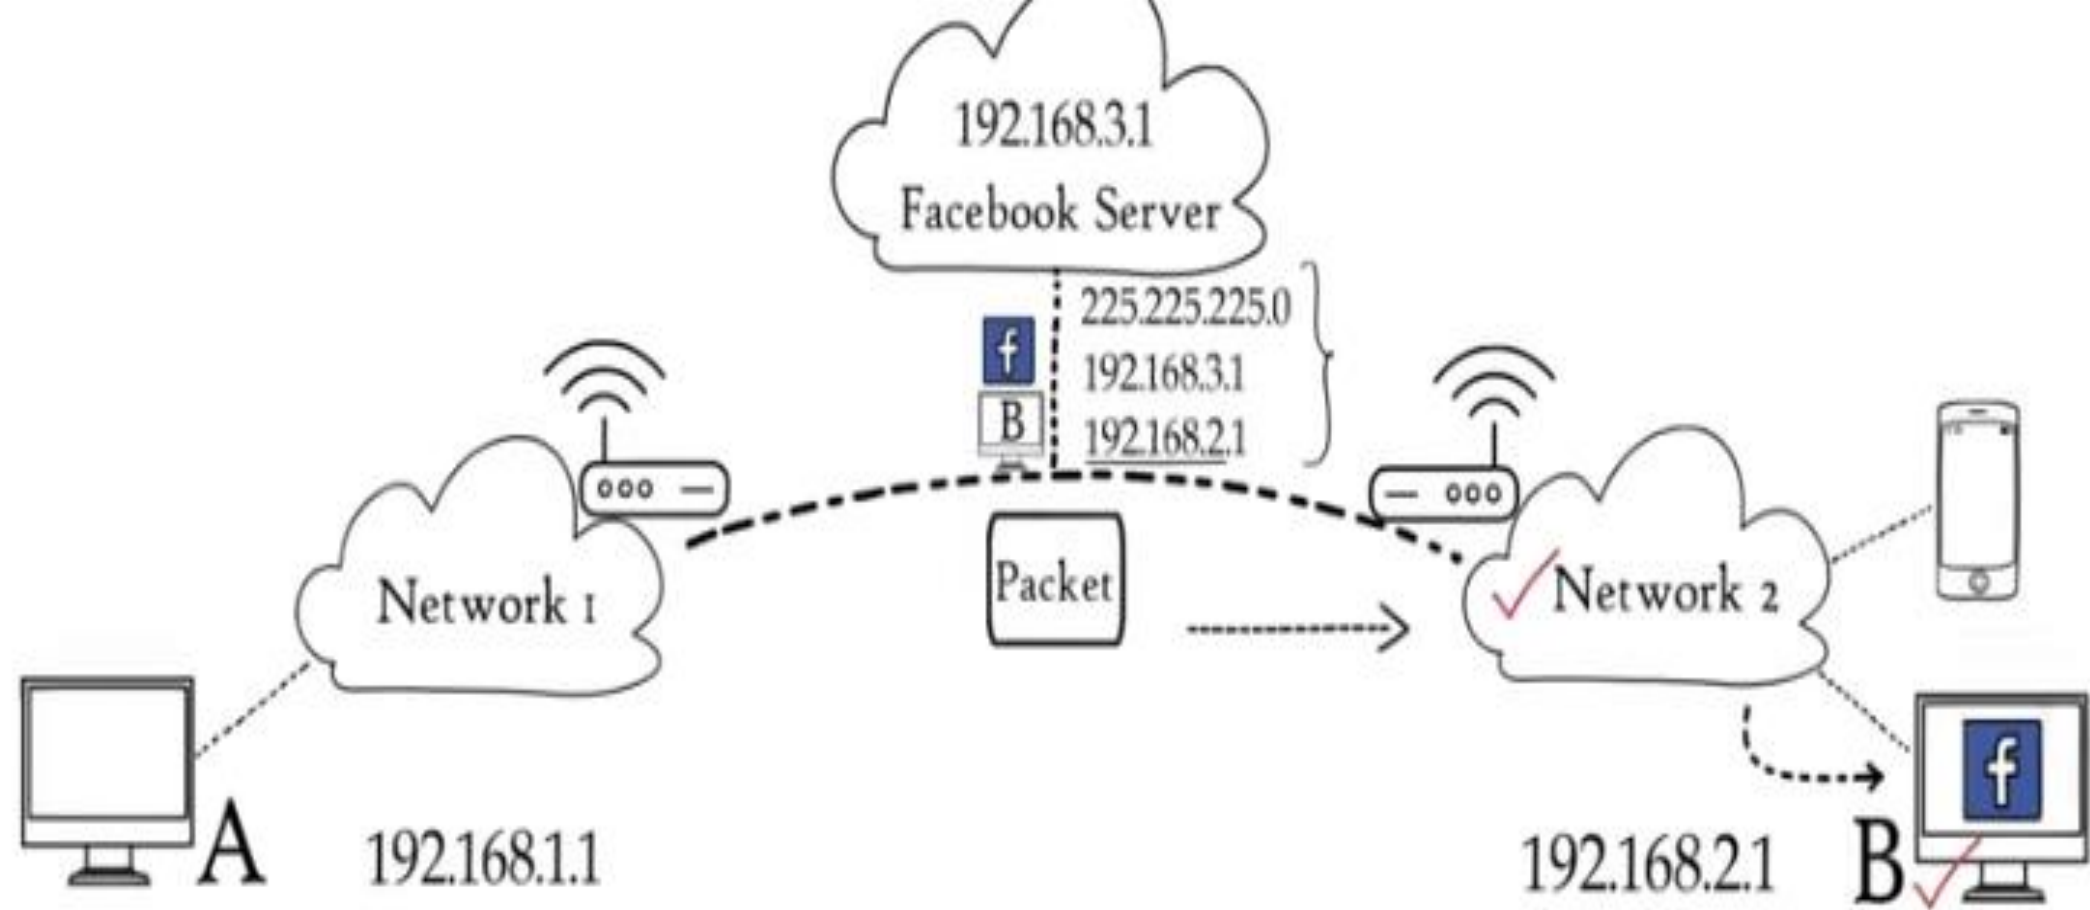 192.168.3.1
Facebook Server
225.225.225.0
f
192.168.3.1
B
192.168.2.1
Network 1
Packet
Network 2
A
192.168.1.1
192.168.2.1
B
f